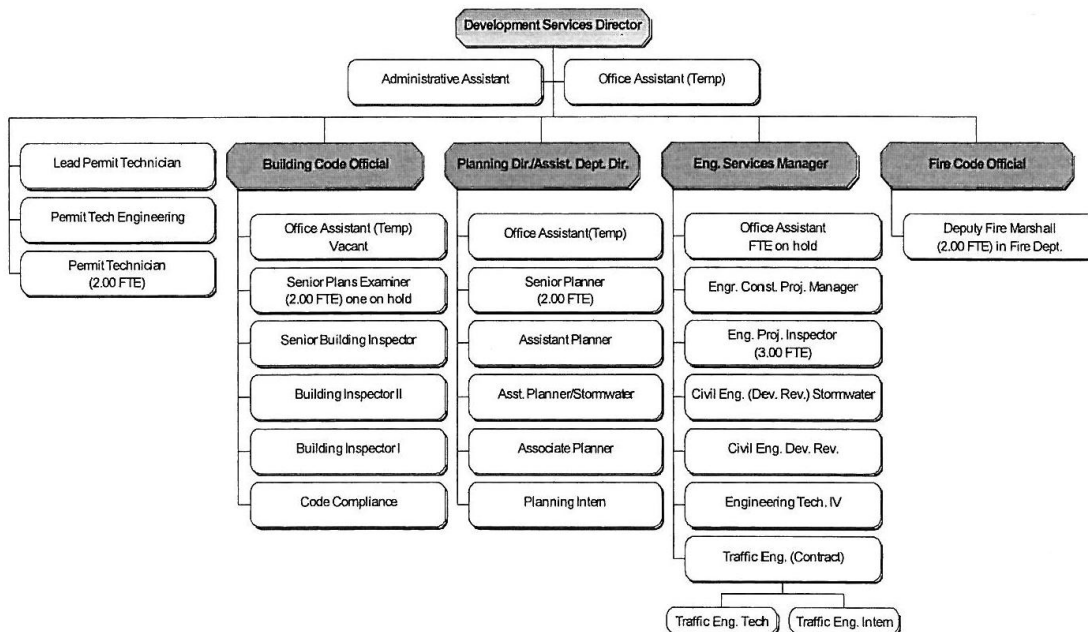 Development Services Director
Administrative Assistant
Office Assistant (Temp)
Lead Permit Technician
Permit Tech Engineering
Permit Technician
(2.00 FTE)
Building Code Official
Office Assistant (Temp)
Vacant
Senior Plans Examiner
(2.00 FTE) one on hold
Senior Building Inspector
Building Inspector II
Building Inspector I
Code Compliance
Planning Dir./Assist. Dept. Dir.
Office Assistant(Temp)
Senior Planner
(2.00 FTE)
Assistant Planner
Asst. Planner/Stormwater
Associate Planner
Planning Intern
Eng. Services Manager
Office Assistant
FTE on hold
Engr. Const. Proj. Manager
Eng. Proj. Inspector
(3.00 FTE)
Civil Eng. (Dev. Rev.) Stormwater
Civil Eng. Dev. Rev.
Engineering Tech. IV
Traffic Eng. (Contract)
Traffic Eng. Tech
Traffic Eng. Intern
Fire Code Official
Deputy Fire Marshall
(2.00 FTE) in Fire Dept.